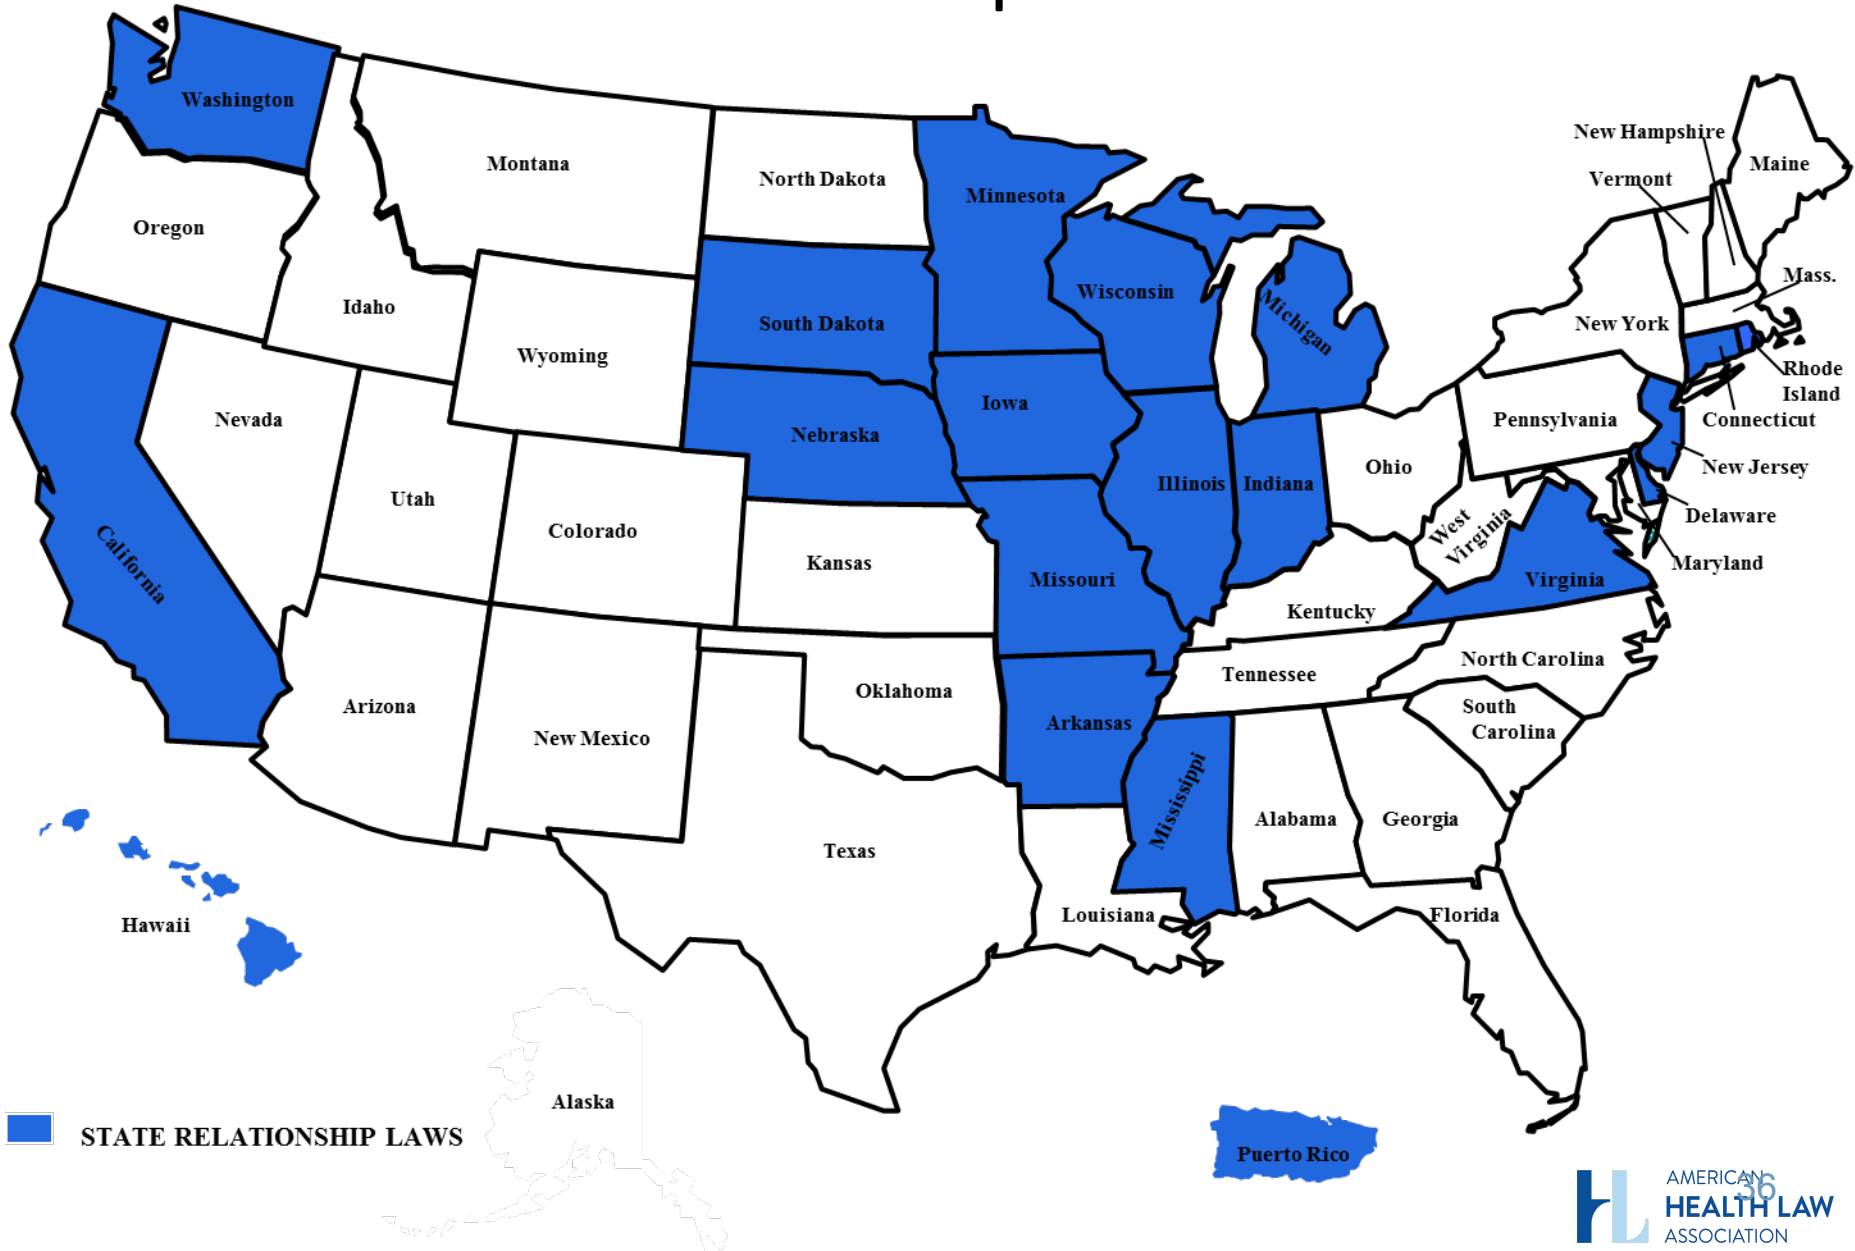 Washington
Montana
North Dakota
Minnesota
New Hampshire
Vermont
Maine
Oregon
Idaho
Wyoming
South Dakota
Wisconsin
Michigan
New York
Mass.
Rhode
Island
Connecticut
Nevada
Utah
Colorado
Nebraska
Iowa
Illinois
Indiana
Ohio
Pennsylvania
New Jersey
Delaware
Maryland
West
Virginia
Virginia
California
Kansas
Missouri
Kentucky
Arizona
New Mexico
Oklahoma
Arkansas
Tennessee
North Carolina
South
Carolina
Texas
Louisiana
Mississippi
Alabama
Georgia
Florida
Hawaii
Alaska
Puerto Rico
STATE RELATIONSHIP LAWS
36
AMERICAN
HEALTH LAW
ASSOCIATION